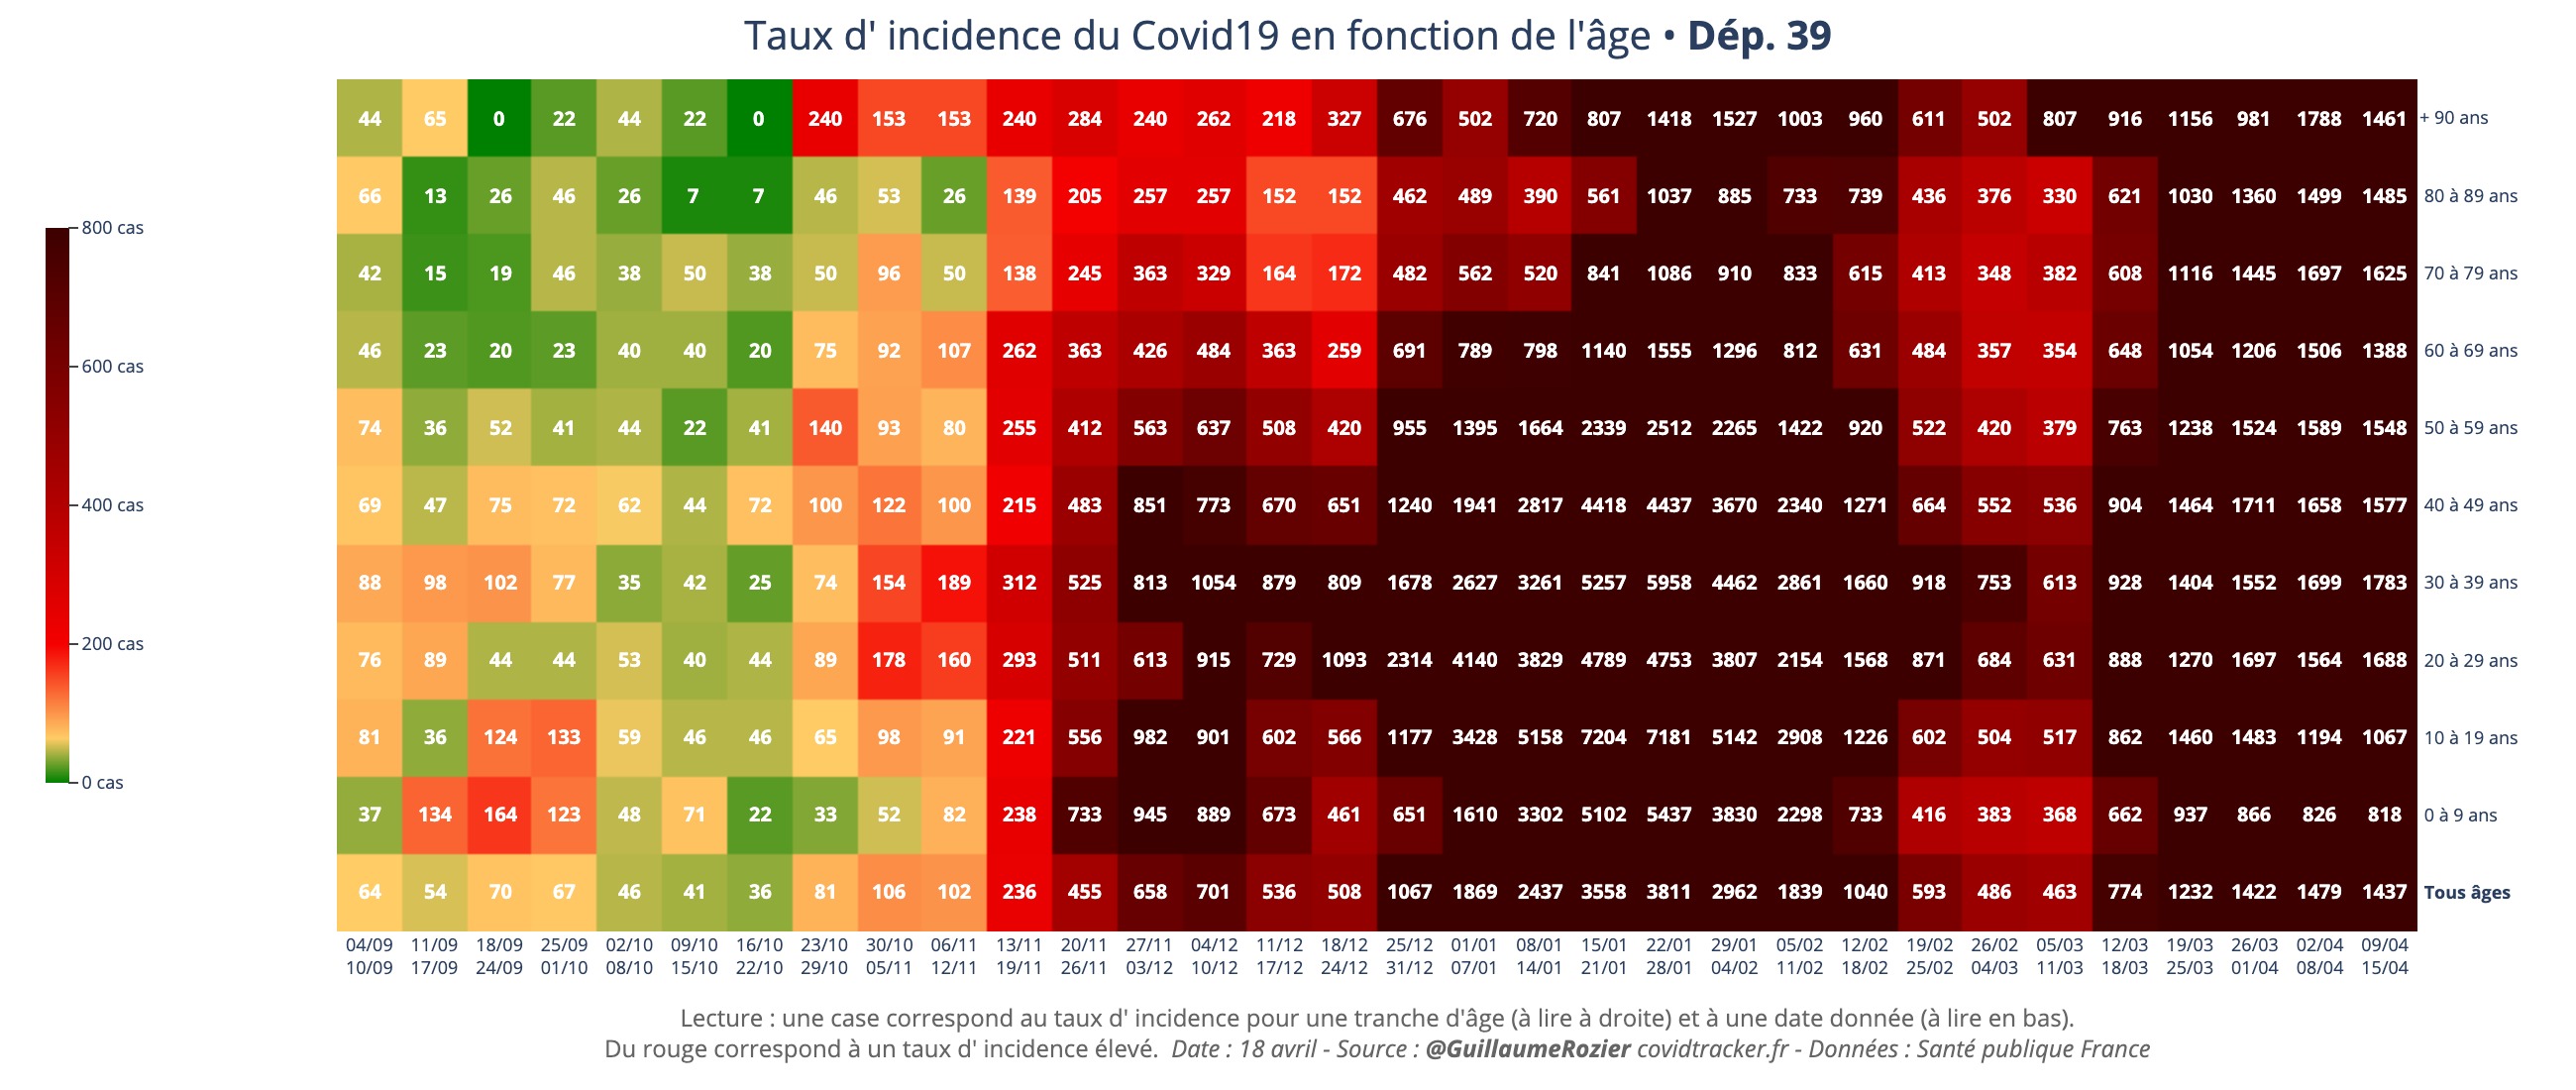 Taux d' incidence du Covid19 en fonction de l'âge • Dép. 39
44 65 0 22 44 22 0 240 153 153 240 284 240 262 218 327 676 502 720 807 1418 1527 1003 960 611 502 807 916 1156 981 1788 1461 + 90 ans
66 13 26 46 26 7 7 46 53 26 139 205 257 257 152 152 462 489 390 561 1037 885 733 739 436 376 330 621 1030 1360 1499 1485 80 à 89 ans
800 cas
42 15 19 46 38 50 38 50 96 50 138 245 363 329 164 172 482 562 520 841 1086 910 833 615 413 348 382 608 1116 1445 1697 1625 70 à 79 ans
46 23 20 23 40 40 20 75 92 107 262 363 426 484 363 259 691 789 798 1140 1555 1296 812 631 484 357 354 648 1054 1206 1506 1388 60 à 69 ans
600 cas
74 36 52 41 44 22 41 140 93 80 255 412 563 637 508 420 955 1395 1664 2339 2512 2265 1422 920 522 420 379 763 1238 1524 1589 1548 50 à 59 ans
400 cas
69 47 75 72 62 44 72 100 122 100 215 483 851 773 670 651 1240 1941 2817 4418 4437 3670 2340 1271 664 552 536 904 1464 1711 1658 1577 40 à 49 ans
88 98 102 77 35 42 25 74 154 189 312 525 813 1054 879 809 1678 2627 3261 5257 5958 4462 2861 1660 918 753 613 928 1404 1552 1699 1783 30 à 39 ans
200 cas
76 89 44 44 53 40 44 89 178 160 293 511 613 915 729 1093 2314 4140 3829 4789 4753 3807 2154 1568 871 684 631 888 1270 1697 1564 1688 20 à 29 ans
81 36 124 133 59 46 46 65 98 91 221 556 982 901 602 566 1177 3428 5158 7204 7181 5142 2908 1226 602 504 517 862 1460 1483 1194 1067 10 à 19 ans
0 cas
37 134 164 123 48 71 22 33 52 82 238 733 945 889 673 461 651 1610 3302 5102 5437 3830 2298 733 416 383 368 662 937 866 826 818 0 à 9 ans
64 54 70 67 46 41 36 81 106 102 236 455 658 701 536 508 1067 1869 2437 3558 3811 2962 1839 1040 593 486 463 774 1232 1422 1479 1437 Tous âges
04/09 11/09 18/09 25/09 02/10 09/10 16/10 23/10 30/10 06/11 13/11 20/11 27/11 04/12 11/12 18/12 25/12 01/01 08/01 15/01 22/01 29/01 05/02 12/02 19/02 26/02 05/03 12/03 19/03 26/03 02/04 09/04
10/09 17/09 24/09 01/10 08/10 15/10 22/10 29/10 05/11 12/11 19/11 26/11 03/12 10/12 17/12 24/12 31/12 07/01 14/01 21/01 28/01 04/02 11/02 18/02 25/02 04/03 11/03 18/03 25/03 01/04 08/04 15/04
Lecture : une case correspond au taux d' incidence pour une tranche d'âge (à lire à droite) et à une date donnée (à lire en bas).
Du rouge correspond à un taux d' incidence élevé. Date : 18 avril - Source : @GuillaumeRozier covidtracker.fr - Données : Santé publique France